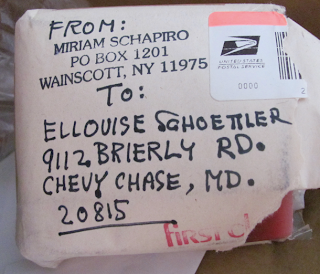 FROM:
MIRIAM SCHAPIRO
PO BOX 1201
WAINSCOTT, NY 11975
UNITED STATES
POSTAL SERVICE
0000
TO:
ELLOUISE SCHOETTLER
9112 BRIERLY RD.
CHEVY CHASE, MD.
20815